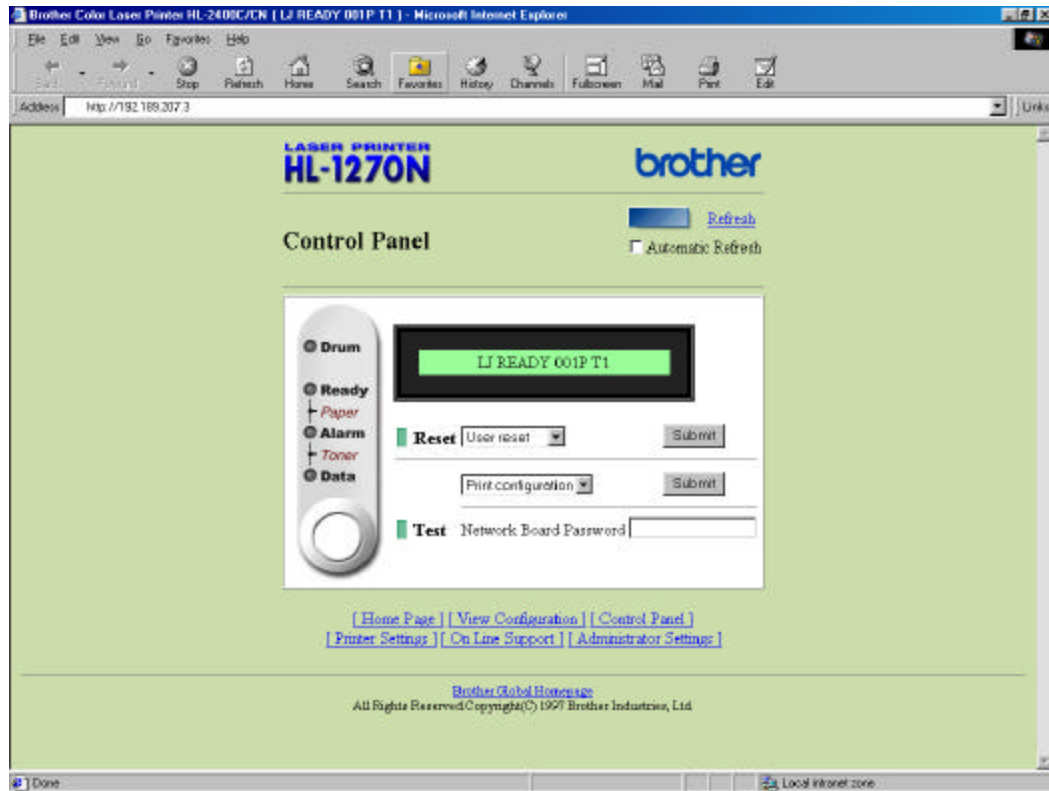 Brother Color Laser Printer HL-2400C/CN ( LJ READY 001P T1 ) - Microsoft Internet Explorer
File Edit View Go Favorites Help
Back Forward Stop Refresh Home Search Favorites History Channels Fullscreen Mail Print Edit
Address http://192.189.207.3 Links
LASER PRINTER
HL-1270N
brother
Refresh
Control Panel
Automatic Refresh
Drum
LJ READY 001P T1
Ready
Paper
Alarm
Reset User reset Submit
Toner
Data
Print configuration Submit
Test Network Board Password
[ Home Page ] [ View Configuration ] [ Control Panel ]
[ Printer Settings ] [ On Line Support ] [ Administrator Settings ]
Brother Global Homepage
All Rights Reserved.Copyright(C) 1997 Brother Industries, Ltd.
Done Local intranet zone